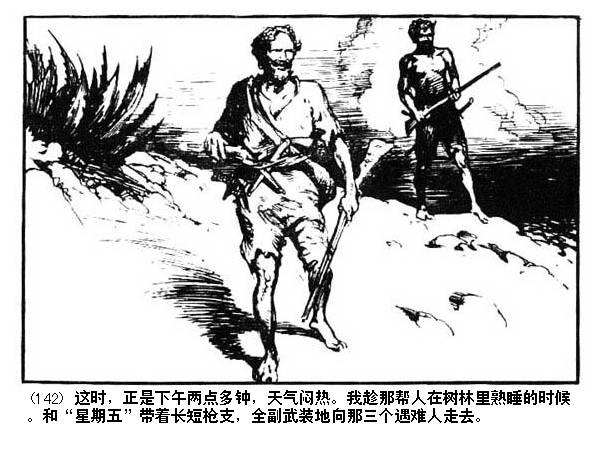 (142) 这时，正是下午两点多钟，天气闷热。我趁那帮人在树林里熟睡的时候
。和“星期五”带着长短枪支，全副武装地向那三个遇难人走去。